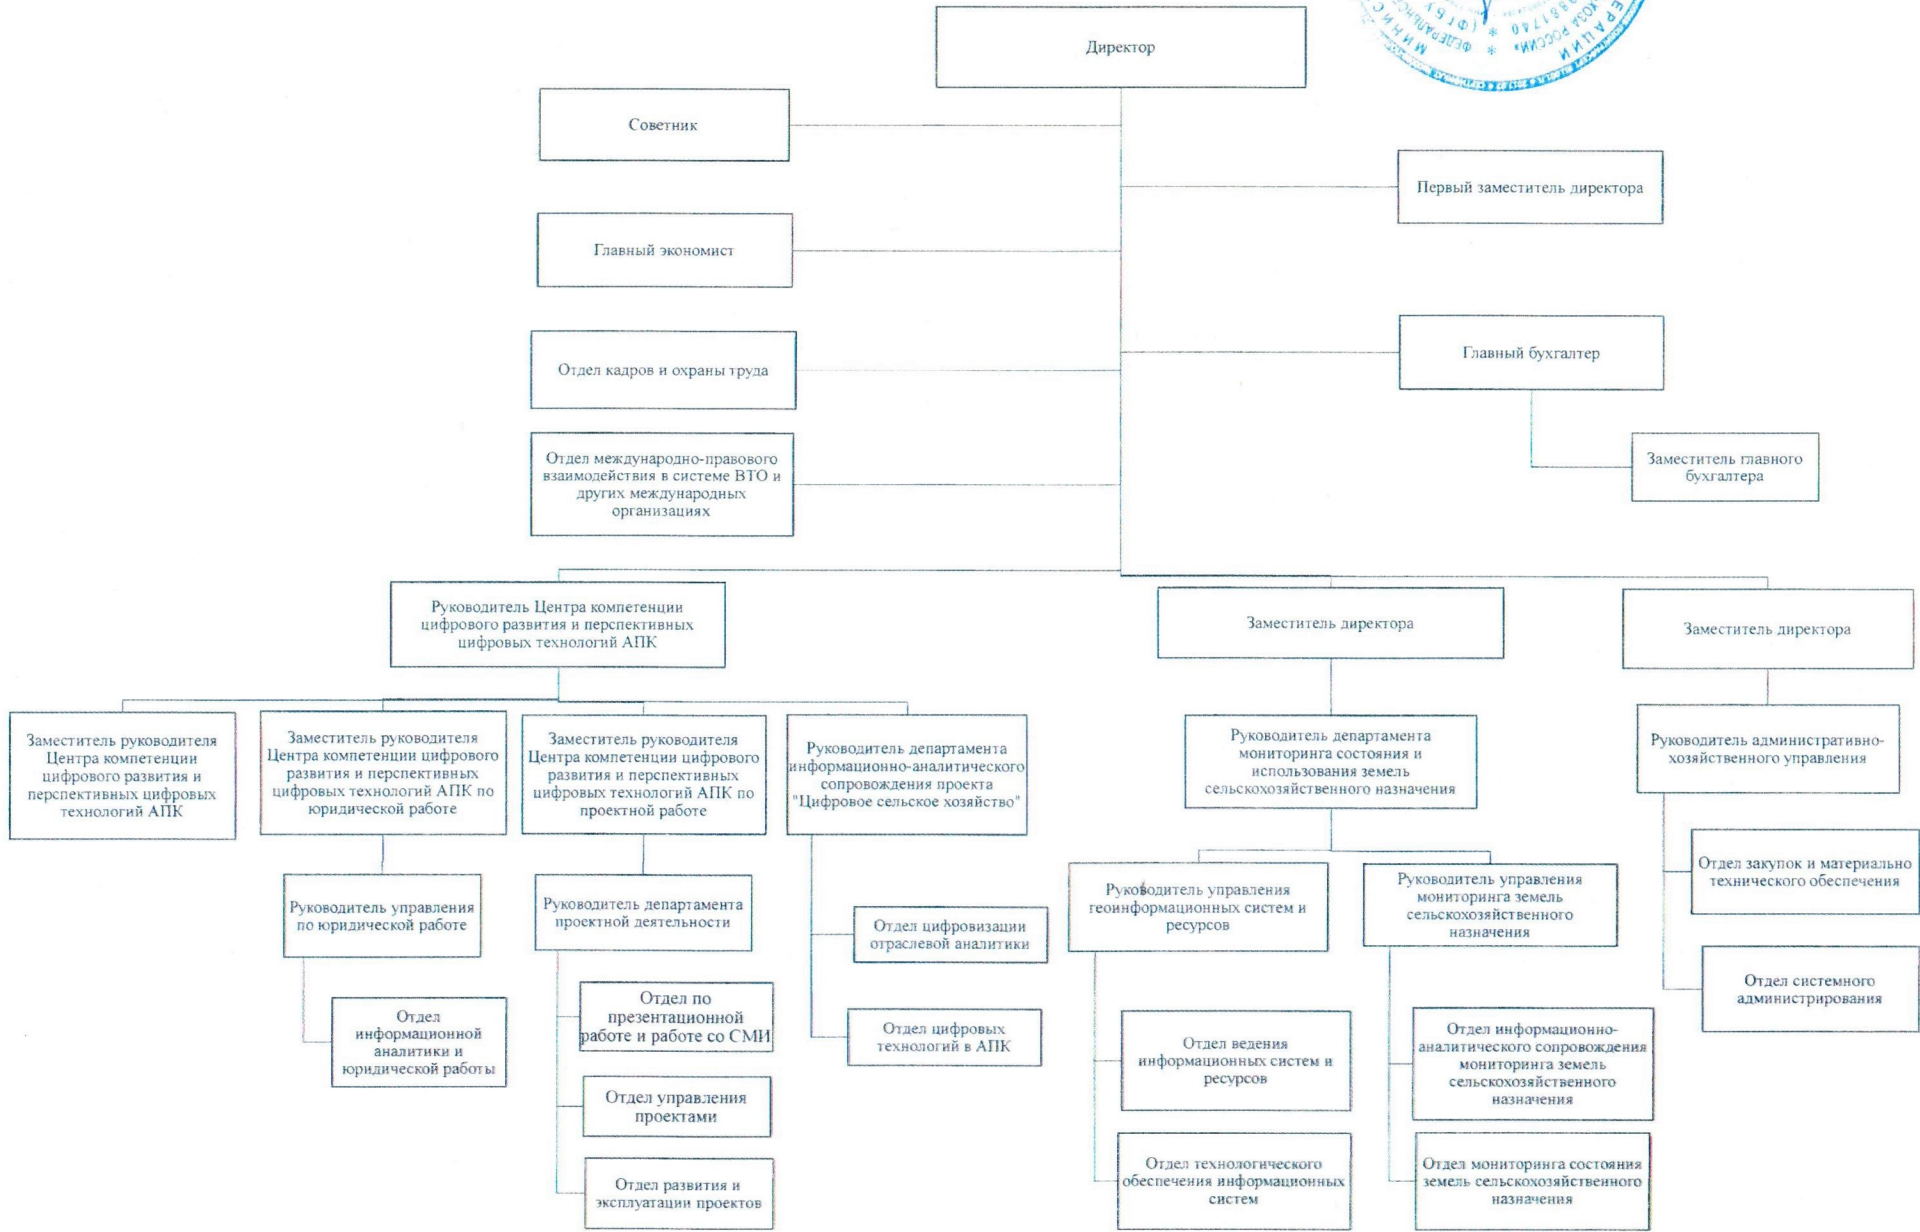 Директор
МИНИС
ЕРАЦИИ
ФЕДЕРАЛЬНО
ХОЗА РОССИИ»
(ФГБУ
Советник
Первый заместитель директора
Главный экономист
Главный бухгалтер
Отдел кадров и охраны труда
Заместитель главного
бухгалтера
Отдел международно-правового
взаимодействия в системе ВТО и
других международных
организациях
Руководитель Центра компетенции
цифрового развития и перспективных
цифровых технологий АПК
Заместитель директора
Заместитель директора
Заместитель руководителя
Центра компетенции
цифрового развития и
перспективных цифровых
технологий АПК
Заместитель руководителя
Центра компетенции цифрового
развития и перспективных
цифровых технологий АПК по
юридической работе
Заместитель руководителя
Центра компетенции цифрового
развития и перспективных
цифровых технологий АПК по
проектной работе
Руководитель департамента
информационно-аналитического
сопровождения проекта
"Цифровое сельское хозяйство"
Руководитель департамента
мониторинга состояния и
использования земель
сельскохозяйственного назначения
Руководитель административно-
хозяйственного управления
Руководитель управления
по юридической работе
Руководитель департамента
проектной деятельности
Отдел цифровизации
отраслевой аналитики
Руководитель управления
геоинформационных систем и
ресурсов
Руководитель управления
мониторинга земель
сельскохозяйственного
назначения
Отдел закупок и материально
технического обеспечения
Отдел
информационной
аналитики и
юридической работы
Отдел по
презентационной
работе и работе со СМИ
Отдел цифровых
технологий в АПК
Отдел ведения
информационных систем и
ресурсов
Отдел информационно-
аналитического сопровождения
мониторинга земель
сельскохозяйственного
назначения
Отдел системного
администрирования
Отдел управления
проектами
Отдел развития и
эксплуатации проектов
Отдел технологического
обеспечения информационных
систем
Отдел мониторинга состояния
земель сельскохозяйственного
назначения